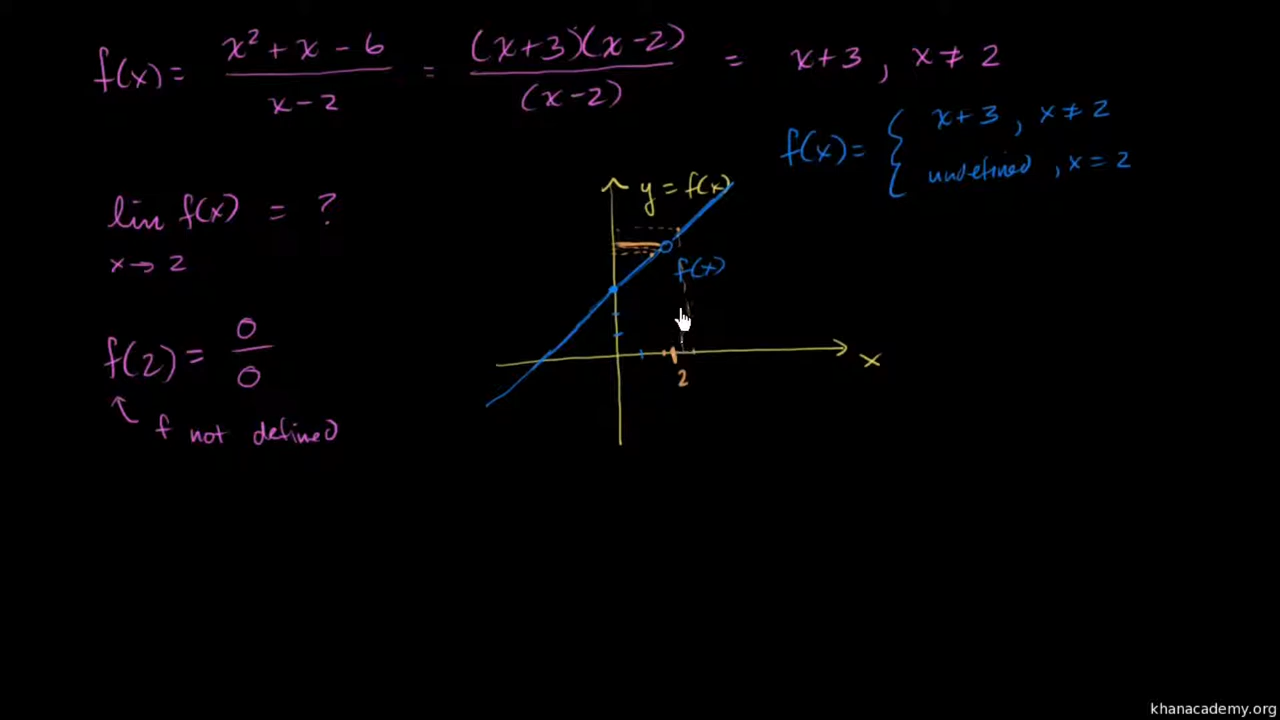 f(x) = x² + x - 6 / x - 2 = (x+3)(x-2) / (x-2) = x+3 , x ≠ 2
f(x) = { x+3 , x ≠ 2
undefined , x = 2
lim f(x) = ?
x → 2
y = f(x)
f(x)
x
2
f(2) = 0 / 0
f not defined
khanacademy.org